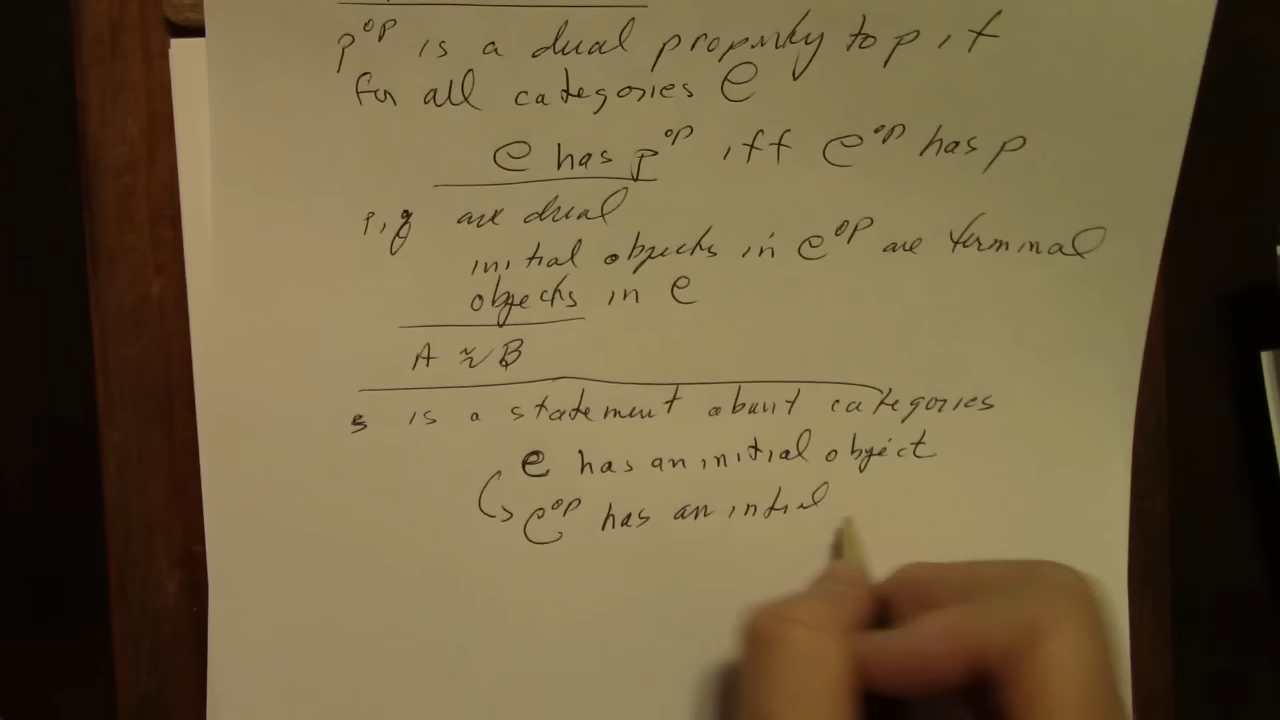 p^op is a dual property to p if
for all categories C
C has p^op iff C^op has p
p, q are dual
initial objects in C^op are terminal
objects in C
A ≈ B
s is a statement about categories
C has an initial object
C^op has an intial